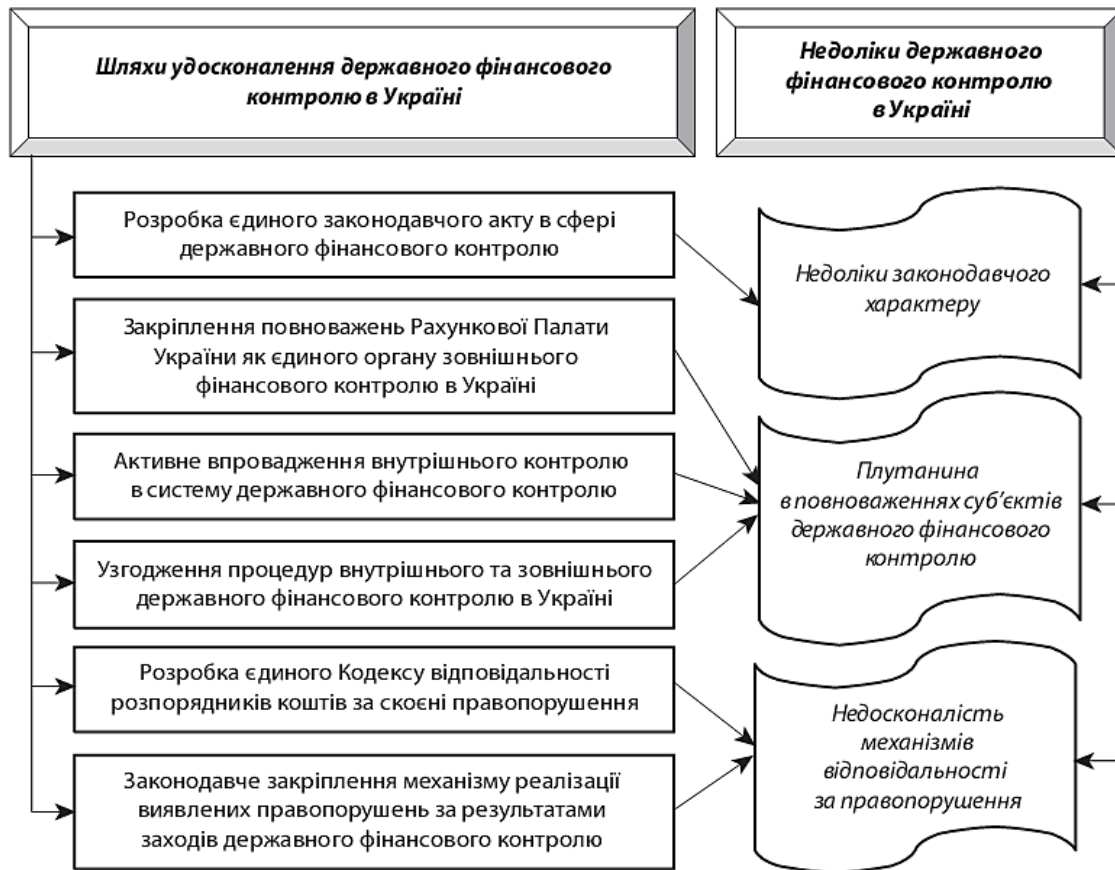 Шляхи удосконалення державного фінансового
контролю в Україні
Недоліки державного
фінансового контролю
в Україні
Розробка єдиного законодавчого акту в сфері
державного фінансового контролю
Закріплення повноважень Рахункової Палати
України як єдиного органу зовнішнього
фінансового контролю в Україні
Активне впровадження внутрішнього контролю
в систему державного фінансового контролю
Узгодження процедур внутрішнього та зовнішнього
державного фінансового контролю в Україні
Розробка єдиного Кодексу відповідальності
розпорядників коштів за скоєні правопорушення
Законодавче закріплення механізму реалізації
виявлених правопорушень за результатами
заходів державного фінансового контролю
Недоліки законодавчого
характеру
Плутанина
в повноваженнях суб’єктів
державного фінансового
контролю
Недосконалість
механізмів
відповідальності
за правопорушення